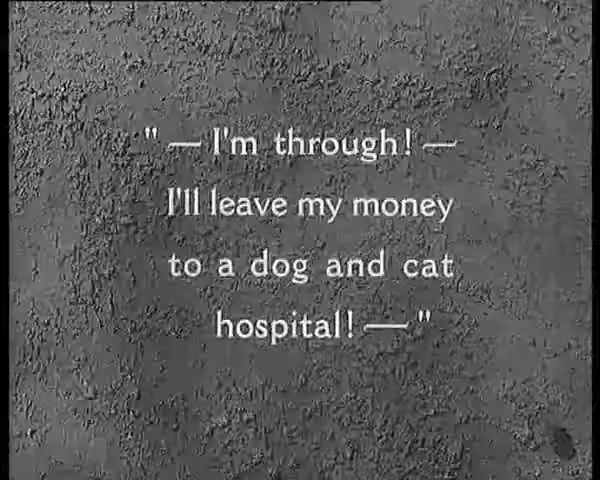 " — I'm through! —
I'll leave my money
to a dog and cat
hospital! — "